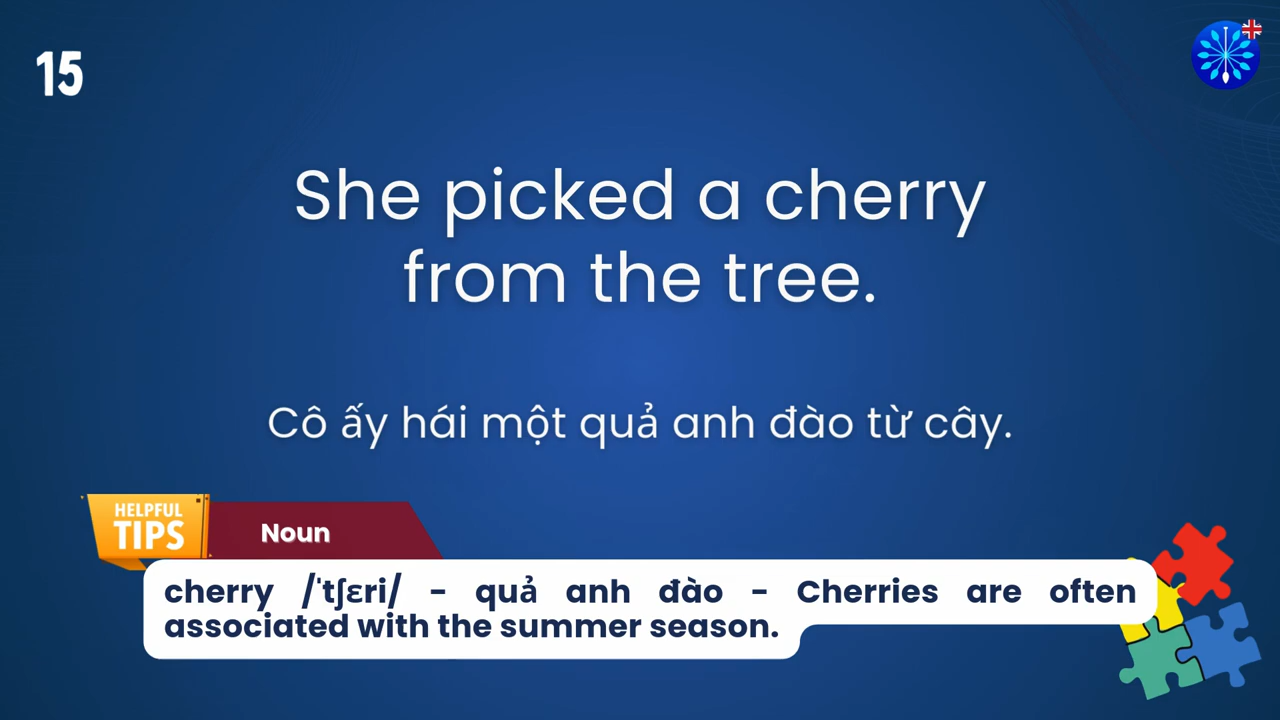 15
She picked a cherry
from the tree.
Cô ấy hái một quả anh đào từ cây.
HELPFUL
TIPS
Noun
cherry /ˈtʃɛri/ - quả anh đào - Cherries are often
associated with the summer season.